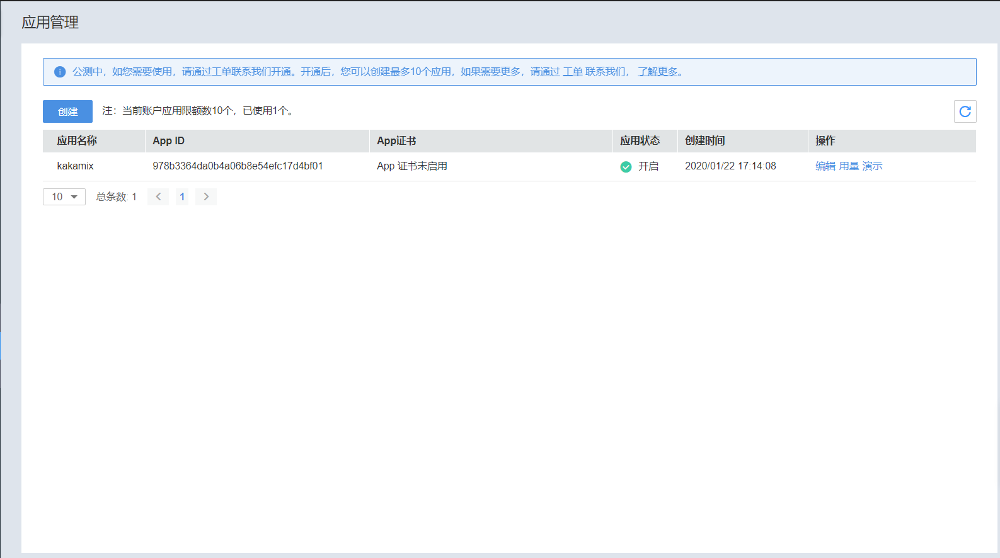 应用管理
公测中，如您需要使用，请通过工单联系我们开通。开通后，您可以创建最多10个应用，如果需要更多，请通过 工单 联系我们， 了解更多。
创建 注：当前账户应用限额数10个，已使用1个。
应用名称 App ID App证书 应用状态 创建时间 操作
kakamix 978b3364da0b4a06b8e54efc17d4bf01 App 证书未启用 开启 2020/01/22 17:14:08 编辑 用量 演示
10 总条数: 1 1